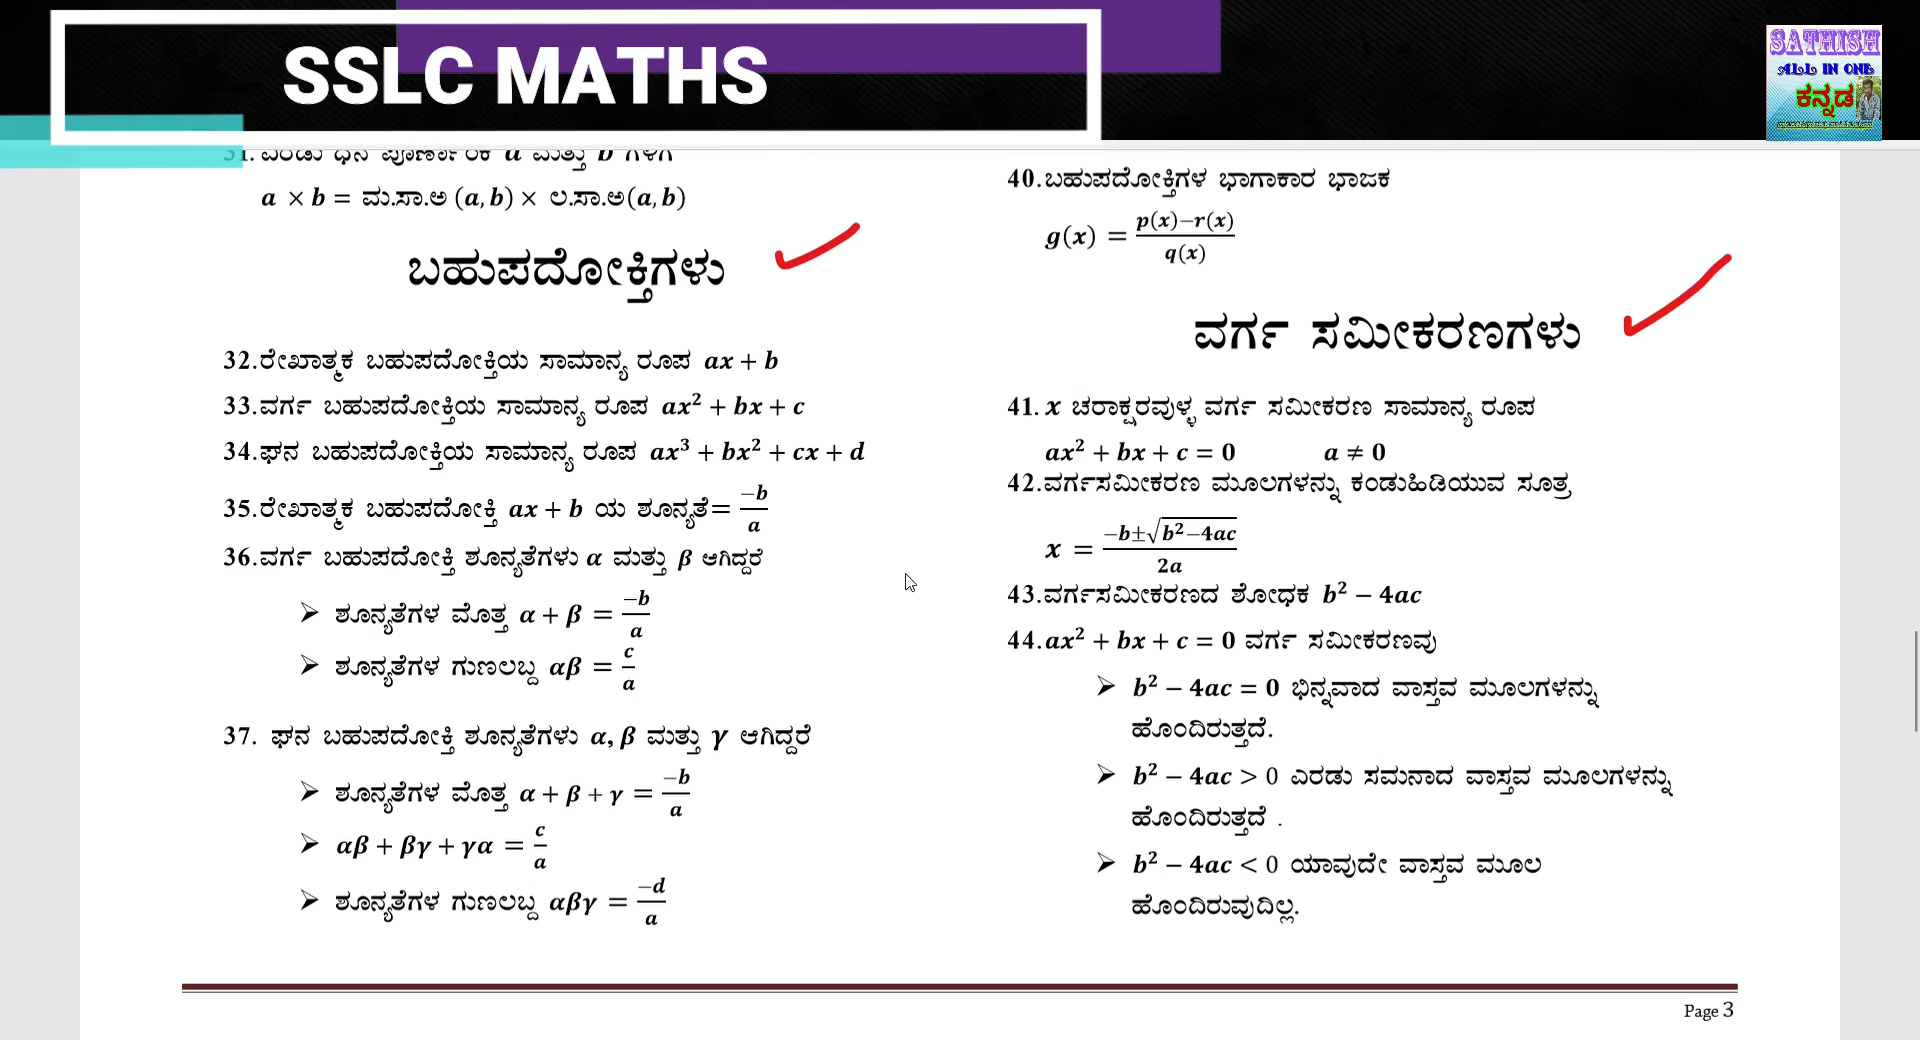 SSLC MATHS
SATHISH
ALL IN ONE
ಕನ್ನಡ
31. ಎರಡು ಧನ ಪೂರ್ಣಾಂಕ a ಮತ್ತು b ಗಳಿಗೆ
a × b = ಮ.ಸಾ.ಅ (a, b) × ಲ.ಸಾ.ಅ(a, b)
ಬಹುಪದೋಕ್ತಿಗಳು
32.ರೇಖಾತ್ಮಕ ಬಹುಪದೋಕ್ತಿಯ ಸಾಮಾನ್ಯ ರೂಪ ax + b
33.ವರ್ಗ ಬಹುಪದೋಕ್ತಿಯ ಸಾಮಾನ್ಯ ರೂಪ ax² + bx + c
34.ಘನ ಬಹುಪದೋಕ್ತಿಯ ಸಾಮಾನ್ಯ ರೂಪ ax³ + bx² + cx + d
35.ರೇಖಾತ್ಮಕ ಬಹುಪದೋಕ್ತಿ ax + b ಯ ಶೂನ್ಯತೆ= −b/a
36.ವರ್ಗ ಬಹುಪದೋಕ್ತಿ ಶೂನ್ಯತೆಗಳು α ಮತ್ತು β ಆಗಿದ್ದರೆ
➢ ಶೂನ್ಯತೆಗಳ ಮೊತ್ತ α + β = −b/a
➢ ಶೂನ್ಯತೆಗಳ ಗುಣಲಬ್ದ αβ = c/a
37. ಘನ ಬಹುಪದೋಕ್ತಿ ಶೂನ್ಯತೆಗಳು α, β ಮತ್ತು γ ಆಗಿದ್ದರೆ
➢ ಶೂನ್ಯತೆಗಳ ಮೊತ್ತ α + β + γ = −b/a
➢ αβ + βγ + γα = c/a
➢ ಶೂನ್ಯತೆಗಳ ಗುಣಲಬ್ದ αβγ = −d/a
40.ಬಹುಪದೋಕ್ತಿಗಳ ಭಾಗಾಕಾರ ಭಾಜಕ
g(x) = p(x)−r(x)/q(x)
ವರ್ಗ ಸಮೀಕರಣಗಳು
41. x ಚರಾಕ್ಷರವುಳ್ಳ ವರ್ಗ ಸಮೀಕರಣ ಸಾಮಾನ್ಯ ರೂಪ
ax² + bx + c = 0 a ≠ 0
42.ವರ್ಗಸಮೀಕರಣ ಮೂಲಗಳನ್ನು ಕಂಡುಹಿಡಿಯುವ ಸೂತ್ರ
x = −b±√b²−4ac/2a
43.ವರ್ಗಸಮೀಕರಣದ ಶೋಧಕ b² − 4ac
44.ax² + bx + c = 0 ವರ್ಗ ಸಮೀಕರಣವು
➢ b² − 4ac = 0 ಭಿನ್ನವಾದ ವಾಸ್ತವ ಮೂಲಗಳನ್ನು
ಹೊಂದಿರುತ್ತದೆ.
➢ b² − 4ac > 0 ಎರಡು ಸಮನಾದ ವಾಸ್ತವ ಮೂಲಗಳನ್ನು
ಹೊಂದಿರುತ್ತದೆ .
➢ b² − 4ac < 0 ಯಾವುದೇ ವಾಸ್ತವ ಮೂಲ
ಹೊಂದಿರುವುದಿಲ್ಲ.
Page 3